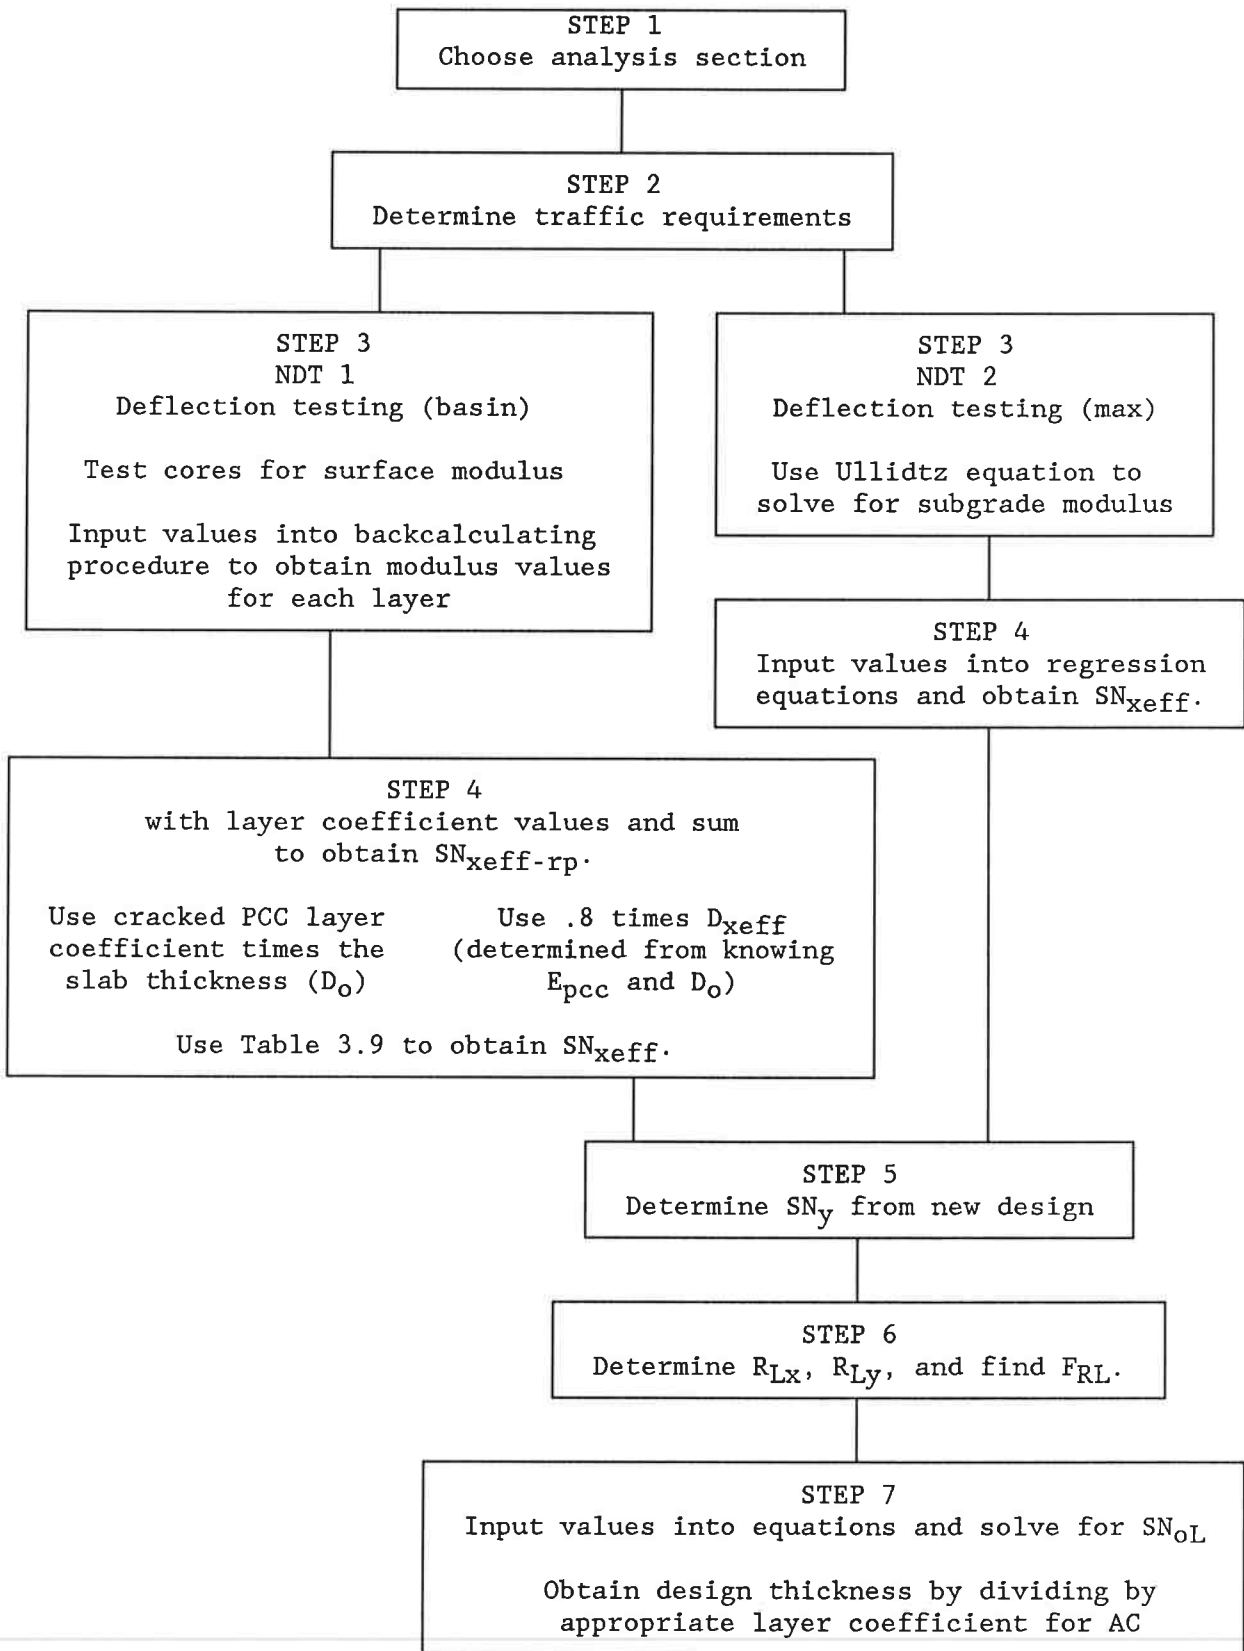 STEP 1
Choose analysis section
STEP 2
Determine traffic requirements
STEP 3
NDT 1
Deflection testing (basin)
Test cores for surface modulus
Input values into backcalculating
procedure to obtain modulus values
for each layer
STEP 3
NDT 2
Deflection testing (max)
Use Ullidtz equation to
solve for subgrade modulus
STEP 4
Input values into regression
equations and obtain SNxeff.
STEP 4
with layer coefficient values and sum
to obtain SNxeff-rp.
Use cracked PCC layer
coefficient times the
slab thickness (Do)
Use .8 times Dxeff
(determined from knowing
Epcc and Do)
Use Table 3.9 to obtain SNxeff.
STEP 5
Determine SNy from new design
STEP 6
Determine RLx, RLy, and find FRL.
STEP 7
Input values into equations and solve for SNoL
Obtain design thickness by dividing by
appropriate layer coefficient for AC